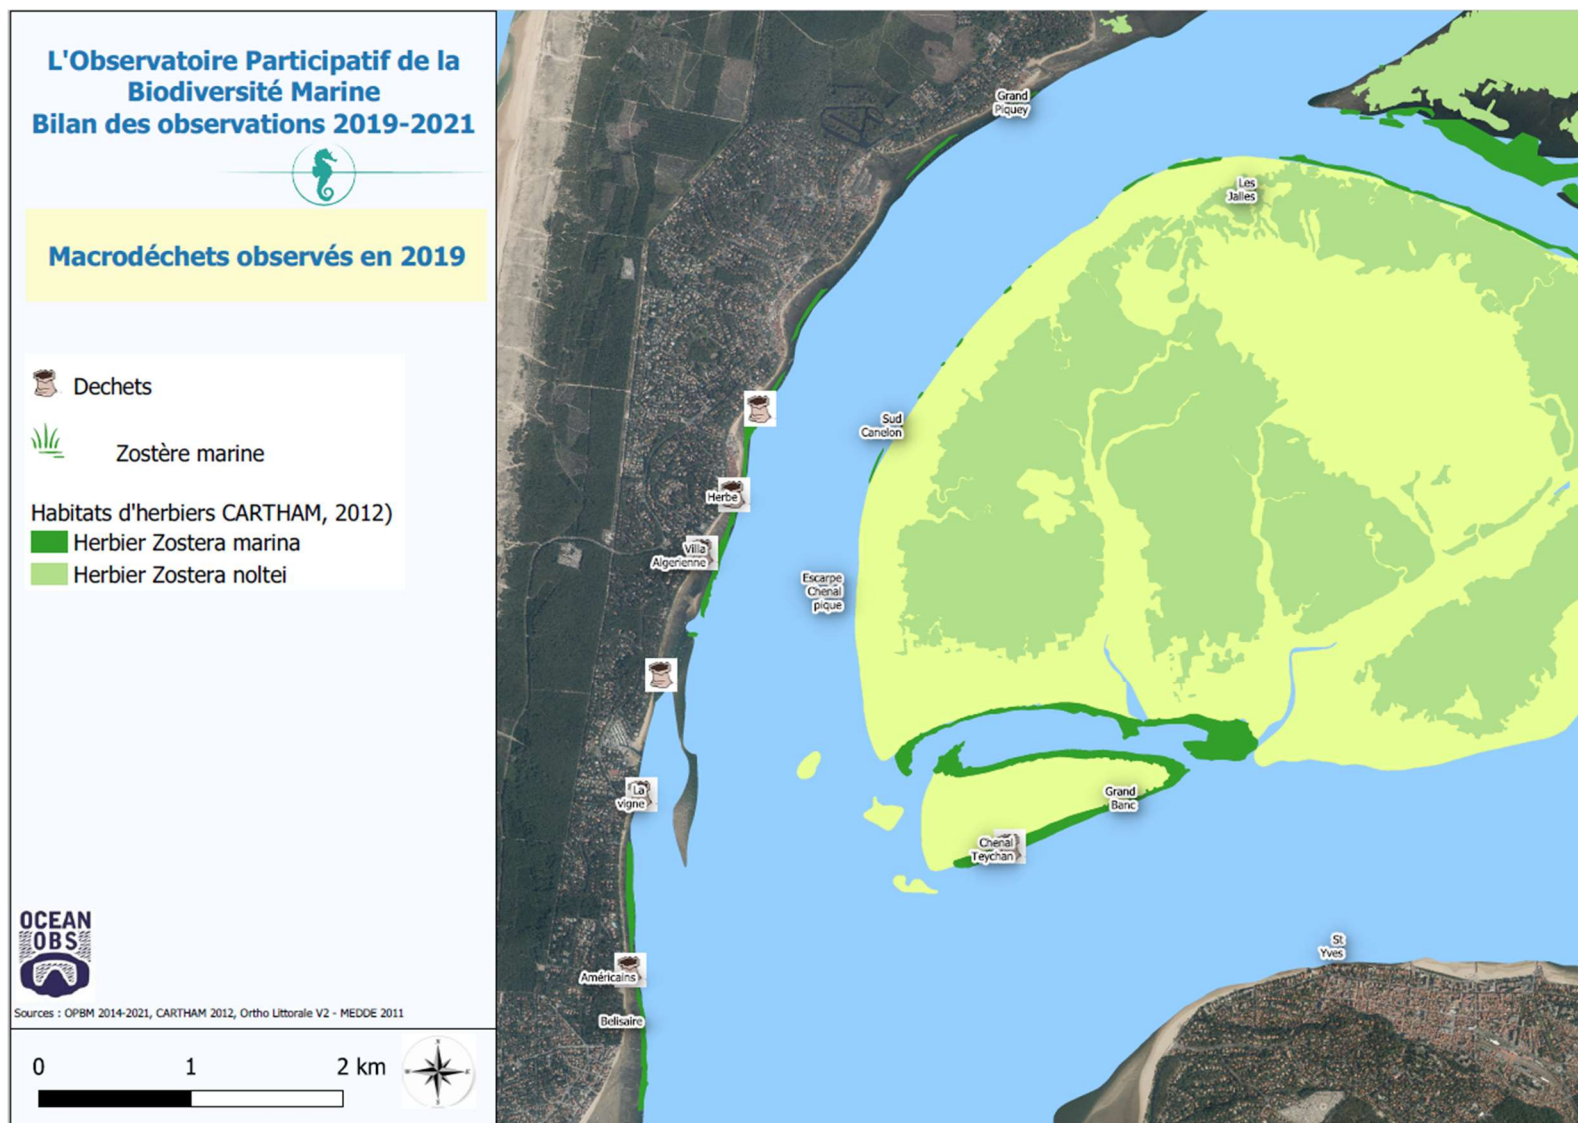 L'Observatoire Participatif de la
Biodiversité Marine
Bilan des observations 2019-2021
Macrodéchets observés en 2019
Dechets
Zostère marine
Habitats d'herbiers CARTHAM, 2012)
Herbier Zostera marina
Herbier Zostera noltei
OCEAN
OBS
Sources : OPBM 2014-2021, CARTHAM 2012, Ortho Littorale V2 - MEDDE 2011
0 1 2 km
N
W E
S
Grand
Piquey
Les
Jalles
Sud
Canelon
Herbe
Villa
Algerienne
Escarpe
Chenal
pique
La
vigne
Grand
Banc
Chenal
Teychan
St
Yves
Américains
Belisaire